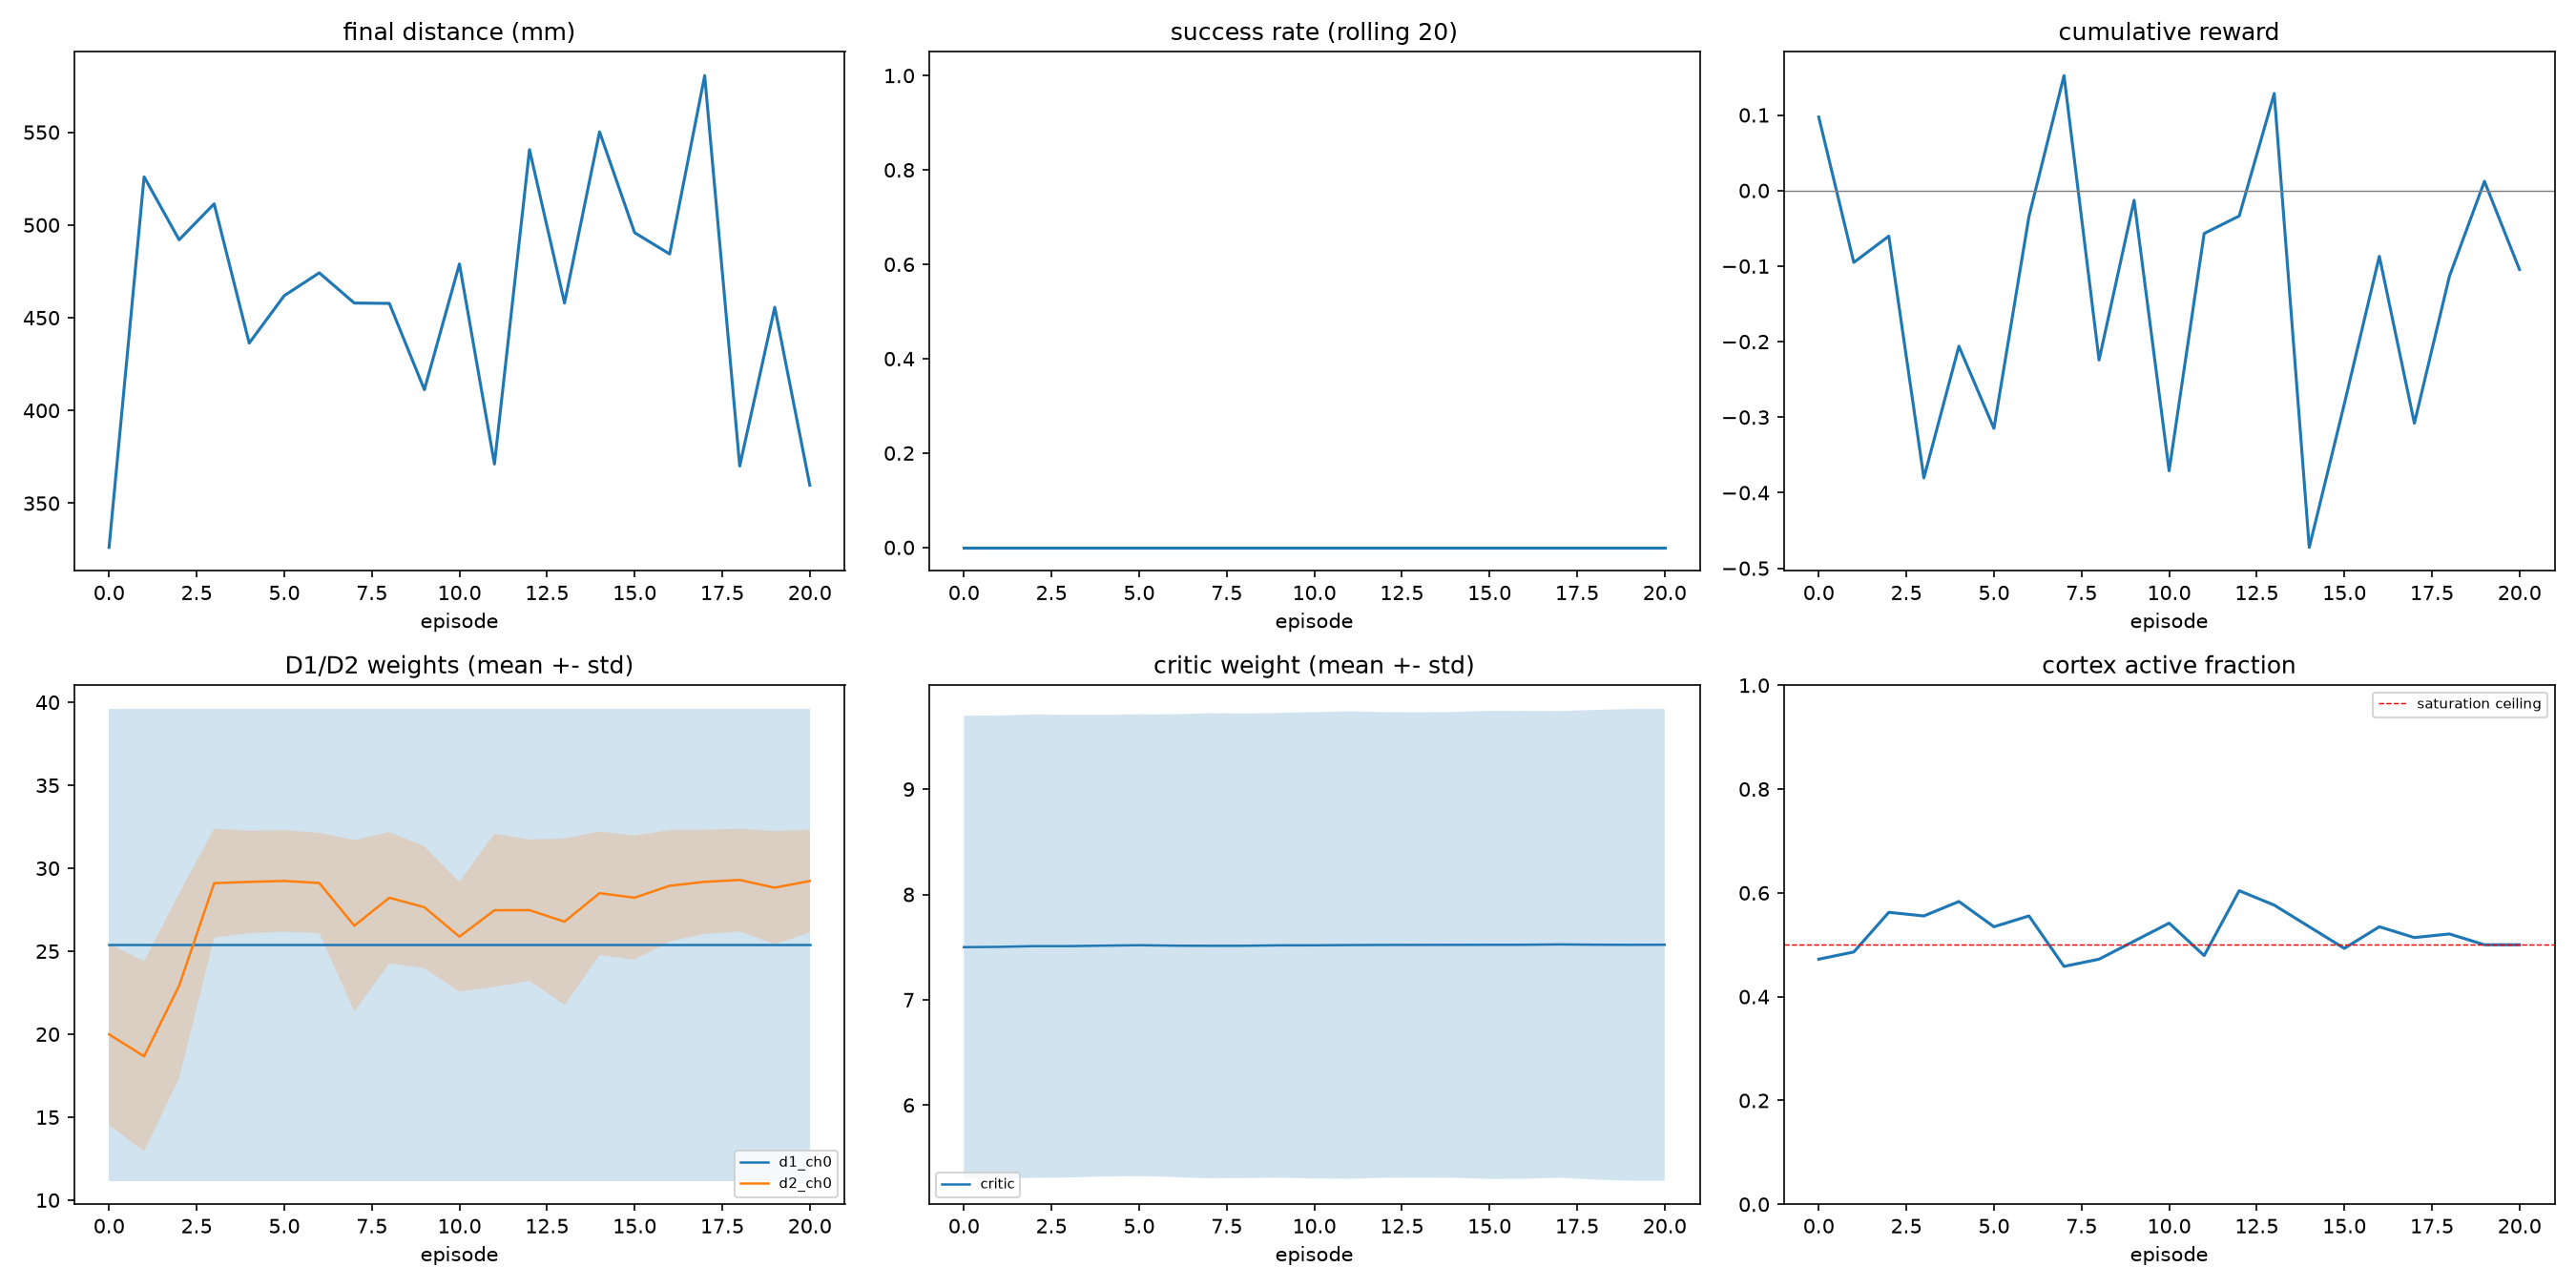 final distance (mm)
550
500
450
400
350
0.0 2.5 5.0 7.5 10.0 12.5 15.0 17.5 20.0
episode
success rate (rolling 20)
1.0
0.8
0.6
0.4
0.2
0.0
0.0 2.5 5.0 7.5 10.0 12.5 15.0 17.5 20.0
episode
cumulative reward
0.1
0.0
−0.1
−0.2
−0.3
−0.4
−0.5
0.0 2.5 5.0 7.5 10.0 12.5 15.0 17.5 20.0
episode
D1/D2 weights (mean +- std)
40
35
30
25
20
15
10
d1_ch0
d2_ch0
0.0 2.5 5.0 7.5 10.0 12.5 15.0 17.5 20.0
episode
critic weight (mean +- std)
9
8
7
6
critic
0.0 2.5 5.0 7.5 10.0 12.5 15.0 17.5 20.0
episode
cortex active fraction
1.0
saturation ceiling
0.8
0.6
0.4
0.2
0.0
0.0 2.5 5.0 7.5 10.0 12.5 15.0 17.5 20.0
episode